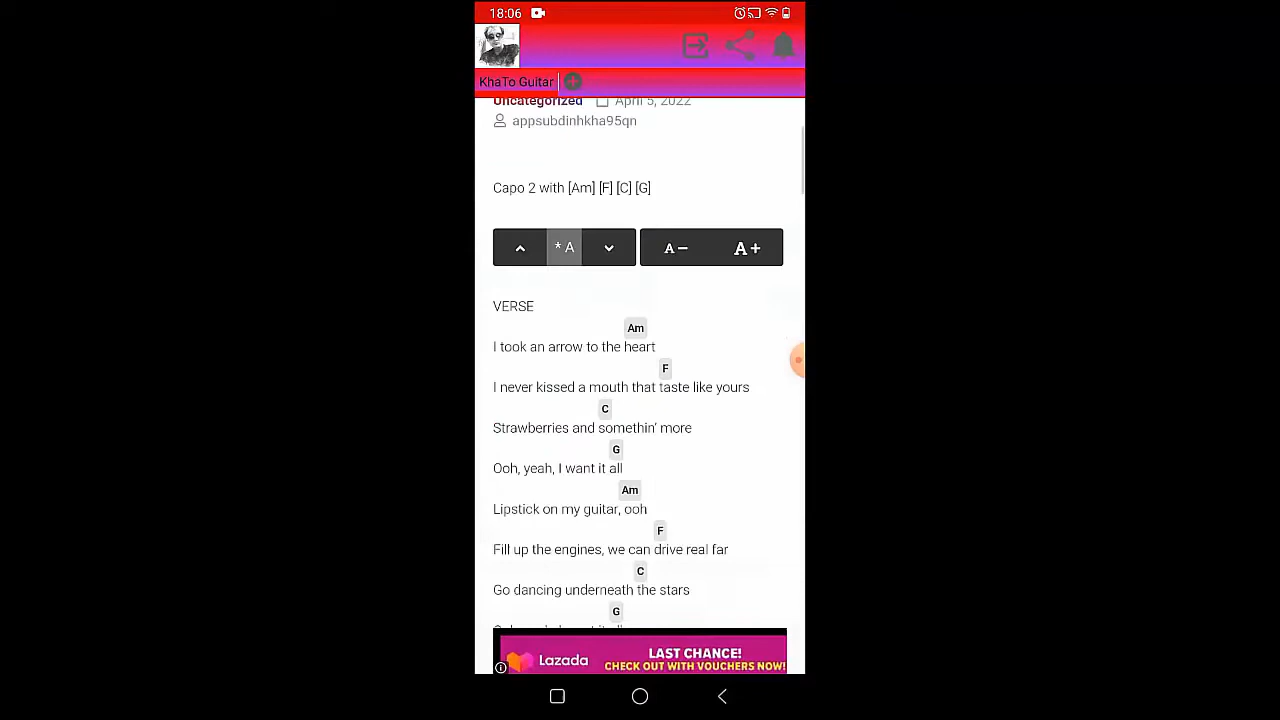 18:06
KhaTo Guitar
Uncategorized April 5, 2022
appsubdinhkha95qn
Capo 2 with [Am] [F] [C] [G]
* A A− A+
VERSE
Am
I took an arrow to the heart
F
I never kissed a mouth that taste like yours
C
Strawberries and somethin' more
G
Ooh, yeah, I want it all
Am
Lipstick on my guitar, ooh
F
Fill up the engines, we can drive real far
C
Go dancing underneath the stars
G
Lazada
LAST CHANCE!
CHECK OUT WITH VOUCHERS NOW!